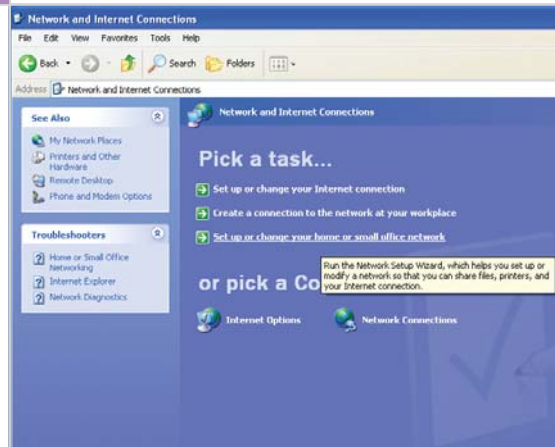 Network and Internet Connections
File Edit View Favorites Tools Help
Back Search Folders
Address Network and Internet Connections
See Also
My Network Places
Printers and Other
Hardware
Remote Desktop
Phone and Modem Options
Troubleshooters
Home or Small Office
Networking
Internet Explorer
Network Diagnostics
Network and Internet Connections
Pick a task...
Set up or change your Internet connection
Create a connection to the network at your workplace
Set up or change your home or small office network
Run the Network Setup Wizard, which helps you set up or
modify a network so that you can share files, printers, and
your Internet connection.
or pick a Co
Internet Options Network Connections